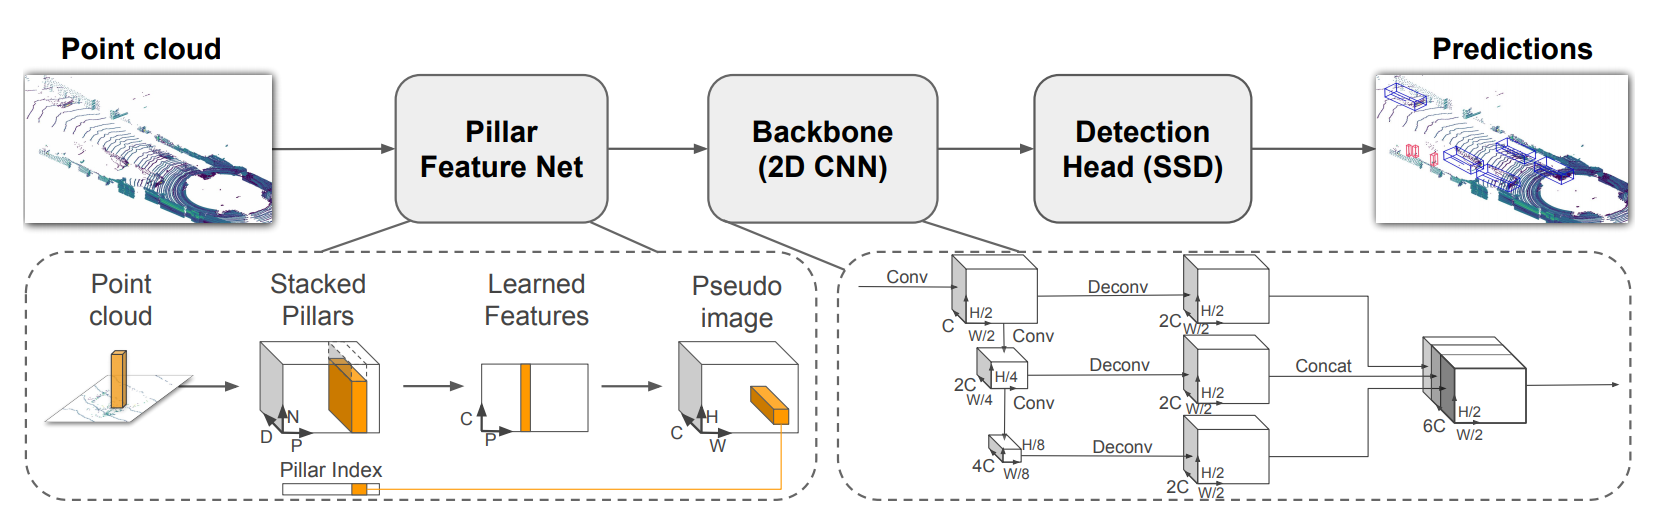 Point cloud
Predictions
Pillar
Feature Net
Backbone
(2D CNN)
Detection
Head (SSD)
Point
cloud
Stacked
Pillars
Learned
Features
Pseudo
image
D
N
P
C
P
C
H
W
Pillar Index
Conv
C
H/2
W/2
Conv
2C
H/4
W/4
Conv
4C
H/8
W/8
Deconv
2C
H/2
W/2
Deconv
2C
H/2
W/2
Deconv
2C
H/2
W/2
Concat
6C
H/2
W/2